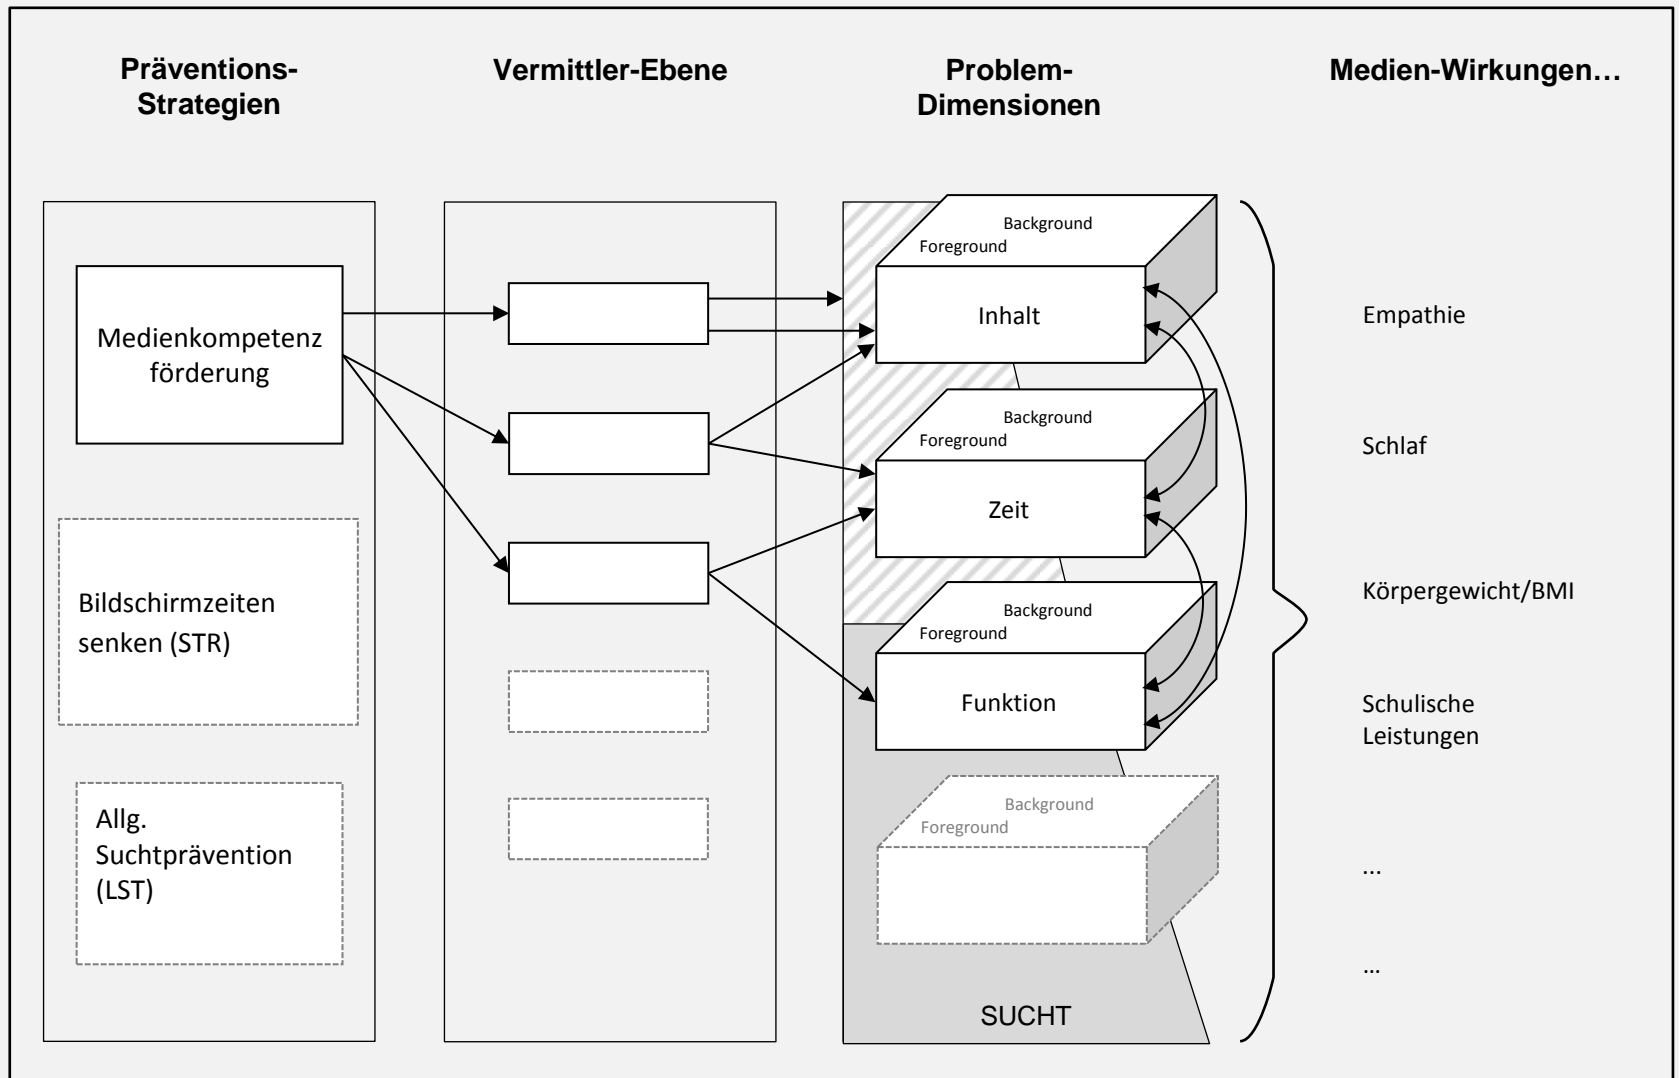 Präventions-
Strategien
Vermittler-Ebene
Problem-
Dimensionen
Medien-Wirkungen…
Medienkompetenz
förderung
Bildschirmzeiten
senken (STR)
Allg.
Suchtprävention
(LST)
Background
Foreground
Inhalt
Background
Foreground
Zeit
Background
Foreground
Funktion
Background
Foreground
SUCHT
Empathie
Schlaf
Körpergewicht/BMI
Schulische
Leistungen
...
…